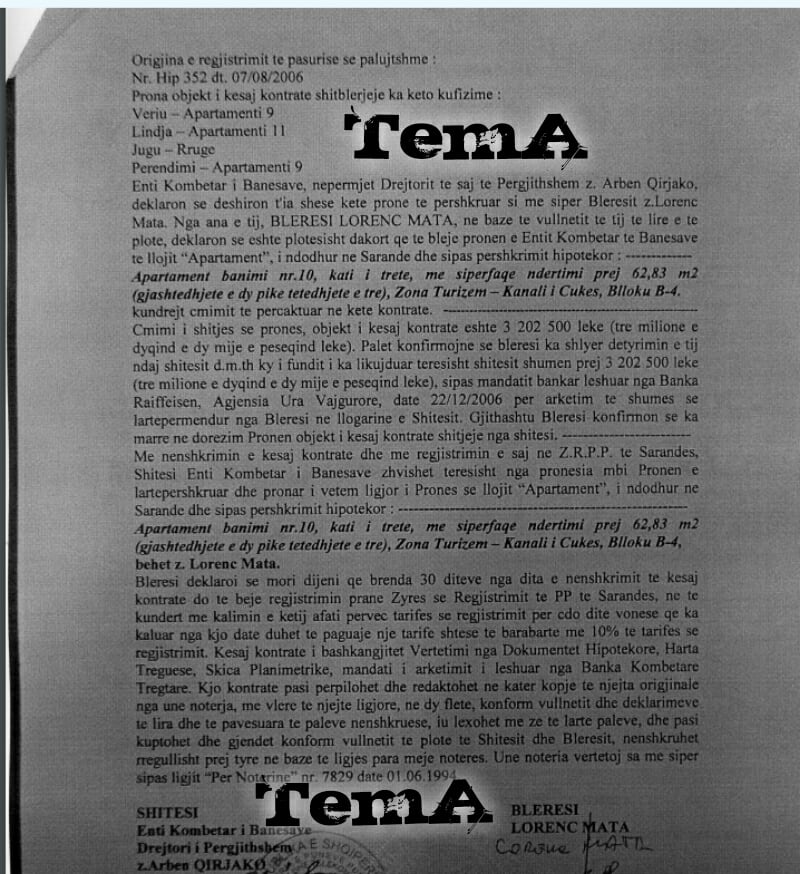 Origjina e regjistrimit te pasurise se palujtshme :
Nr. Hip 352 dt. 07/08/2006
Prona objekt i kesaj kontrate shitblerjeje ka keto kufizime :
Veriu – Apartamenti 9
Lindja – Apartamenti 11
Jugu – Rruge
Perendimi – Apartamenti 9
TemA
Enti Kombetar i Banesave, nepermjet Drejtorit te saj te Pergjithshem z. Arben Qirjako,
deklaron se deshiron t'ia shese kete prone te pershkruar si me siper Bleresit z.Lorenc
Mata. Nga ana e tij, BLERESI LORENC MATA, ne baze te vullnetit te tij te lire e te
plote, deklaron se eshte plotesisht dakort qe te bleje pronen e Entit Kombetar te Banesave
te llojit “Apartament”, i ndodhur ne Sarande dhe sipas pershkrimit hipotekor : -------------
Apartament banimi nr.10, kati i trete, me siperfaqe ndertimi prej 62,83 m2
(gjashtedhjete e dy pike tetedhjete e tre), Zona Turizem – Kanali i Cukes, Blloku B-4.
kundrejt cmimit te percaktuar ne kete kontrate. --------------------------------------------------
Cmimi i shitjes se prones, objekt i kesaj kontrate eshte 3 202 500 leke (tre milione e
dyqind e dy mije e peseqind leke). Palet konfirmojne se bleresi ka shlyer detyrimin e tij
ndaj shitesit d.m.th ky i fundit i ka likujduar teresisht shitesit shumen prej 3 202 500 leke
(tre milione e dyqind e dy mije e peseqind leke), sipas mandatit bankar leshuar nga Banka
Raiffeisen, Agjensia Ura Vajgurore, date 22/12/2006 per arketim te shumes se
lartepermendur nga Bleresi ne llogarine e Shitesit. Gjithashtu Bleresi konfirmon se ka
marre ne dorezim Pronen objekt i kesaj kontrate shitjeje nga shitesi. -------------------------
Me nenshkrimin e kesaj kontrate dhe me regjistrimin e saj ne Z.R.P.P. te Sarandes,
Shitesi Enti Kombetar i Banesave zhvishet teresisht nga pronesia mbi Pronen e
lartepershkruar dhe pronar i vetem ligjor i Prones se llojit “Apartament”, i ndodhur ne
Sarande dhe sipas pershkrimit hipotekor : --------------------------------------------------------
Apartament banimi nr.10, kati i trete, me siperfaqe ndertimi prej 62,83 m2
(gjashtedhjete e dy pike tetedhjete e tre), Zona Turizem – Kanali i Cukes, Blloku B-4,
behet z. Lorenc Mata.
Bleresi deklaroi se mori dijeni qe brenda 30 diteve nga dita e nenshkrimit te kesaj
kontrate do te beje regjistrimin prane Zyres se Regjistrimit te PP te Sarandes, ne te
kundert me kalimin e ketij afati pervec tarifes se regjistrimit per cdo dite vonese qe ka
kaluar nga kjo date duhet te paguaje nje tarife shtese te barabarte me 10% te tarifes se
regjistrimit. Kesaj kontrate i bashkangjitet Vertetimi nga Dokumentet Hipotekore, Harta
Treguese, Skica Planimetrike, mandati i arketimit i leshuar nga Banka Kombetare
Tregtare. Kjo kontrate pasi perpilohet dhe redaktohet ne kater kopje te njejta origjinale
nga une noterja, me vlere te njejte ligjore, ne dy flete, konform vullnetit dhe deklarimeve
te lira dhe te pavesuara te paleve nenshkruese, iu lexohet me ze te larte paleve, dhe pasi
kuptohet dhe gjendet konform vullnetit te plote te Shitesit dhe Bleresit, nenshkruhet
rregullisht prej tyre ne baze te ligjes para meje noteres. Une noteria vertetoj sa me siper
sipas ligjit “Per Noterine” nr. 7829 date 01.06.1994
TemA
SHITESI
Enti Kombetar i Banesave
Drejtori i Pergjithshem
z.Arben QIRJAKO
BLERESI
LORENC MATA